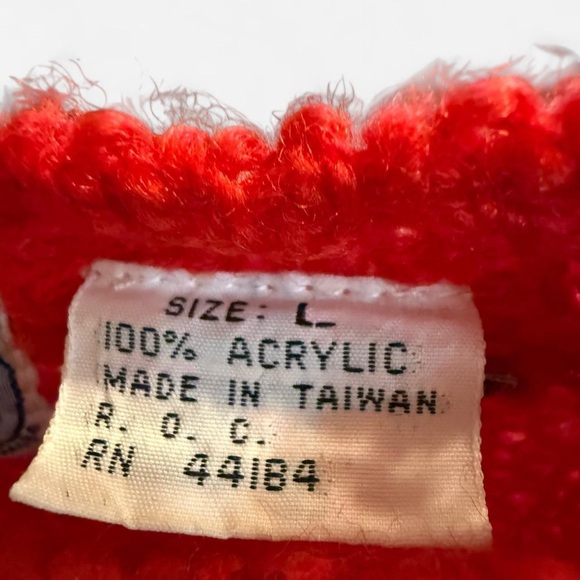 SIZE: L
100% ACRYLIC
MADE IN TAIWAN
R. O. C.
RN 44184